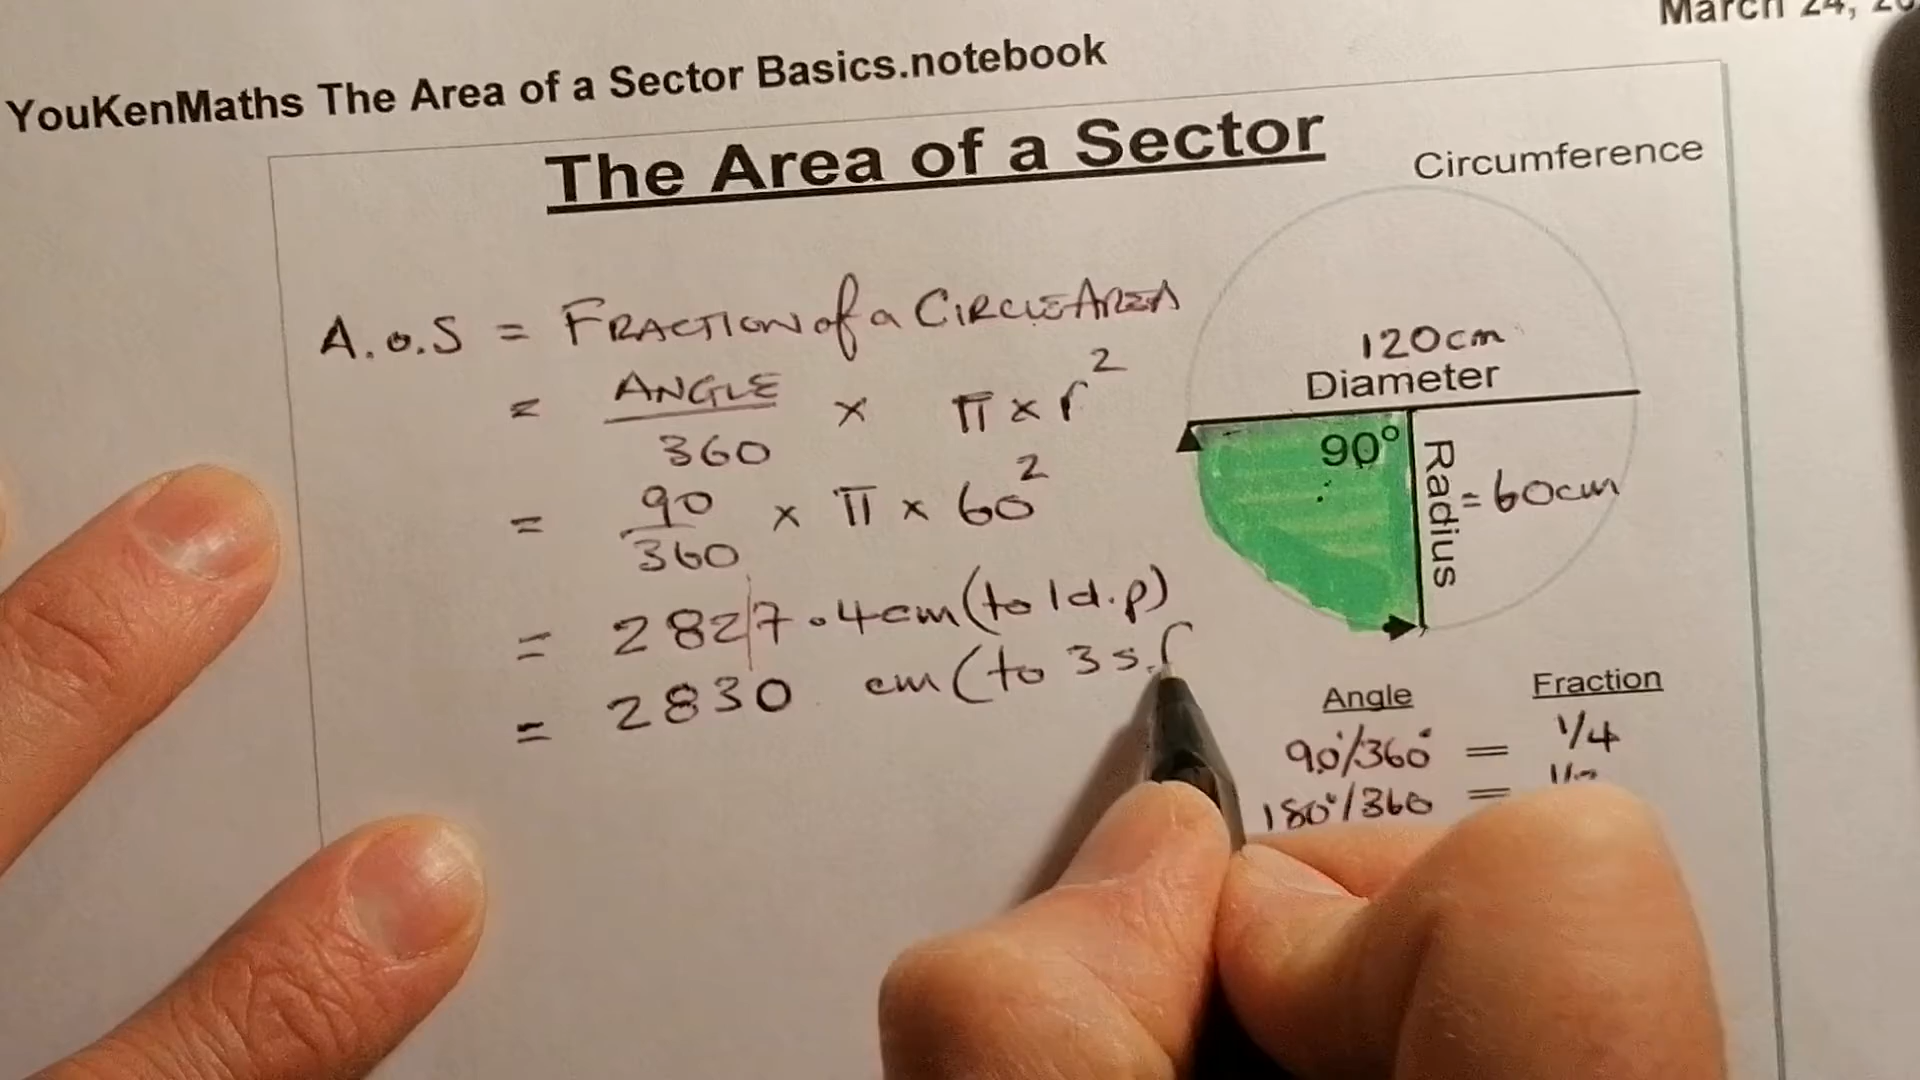 March 24,
YouKenMaths The Area of a Sector Basics.notebook
The Area of a Sector
Circumference
A.o.S = FRACTION of a CIRCLE AREA
= ANGLE/360 × π × r²
= 90/360 × π × 60²
= 2827.4cm (to 1d.p)
= 2830 cm (to 3 s.f
120cm
Diameter
90°
Radius = 60cm
Angle Fraction
90°/360° = 1/4
180°/360 =